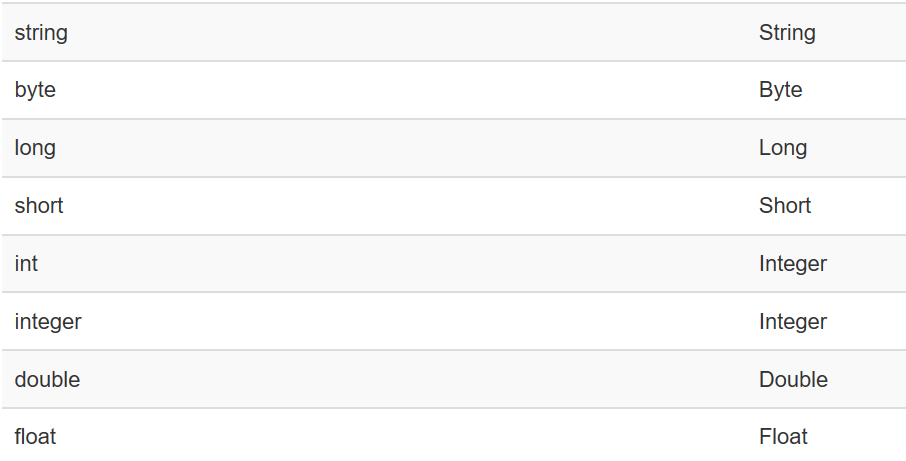 string String
byte Byte
long Long
short Short
int Integer
integer Integer
double Double
float Float